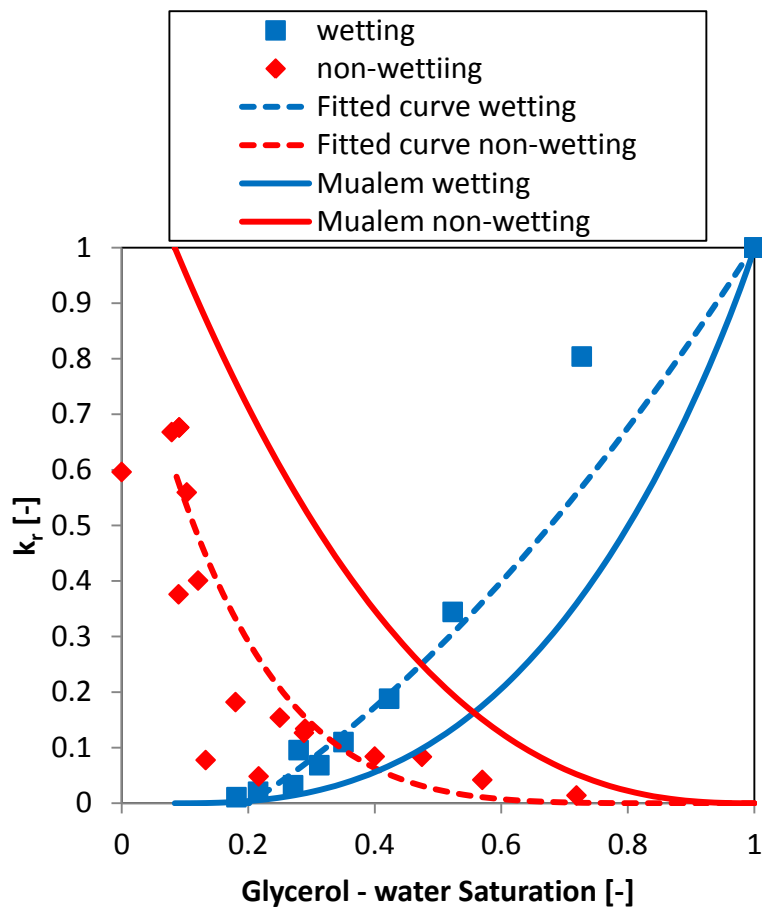 wetting
non-wettiing
Fitted curve wetting
Fitted curve non-wetting
Mualem wetting
Mualem non-wetting
1
0.9
0.8
0.7
0.6
0.5
0.4
0.3
0.2
0.1
0
kr [-]
0 0.2 0.4 0.6 0.8 1
Glycerol - water Saturation [-]